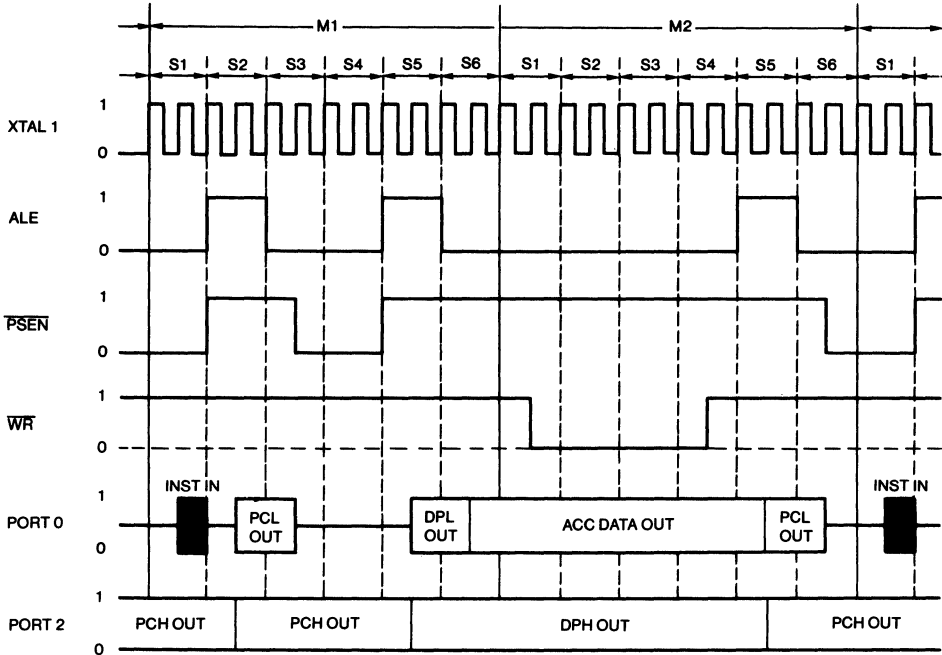 M1 M2
S1 S2 S3 S4 S5 S6 S1 S2 S3 S4 S5 S6 S1
1
XTAL 1
0
1
ALE
0
1
PSEN
0
1
WR
0
INST IN INST IN
1
PORT 0 PCL OUT DPL OUT ACC DATA OUT PCL OUT
0
1
PORT 2 PCH OUT PCH OUT DPH OUT PCH OUT
0